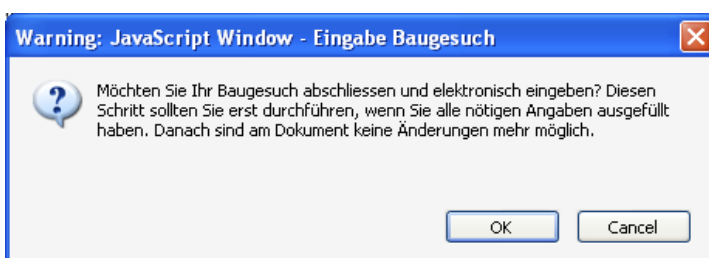 Warning: JavaScript Window - Eingabe Baugesuch
Möchten Sie Ihr Baugesuch abschliessen und elektronisch eingeben? Diesen
Schritt sollten Sie erst durchführen, wenn Sie alle nötigen Angaben ausgefüllt
haben. Danach sind am Dokument keine Änderungen mehr möglich.
OK
Cancel